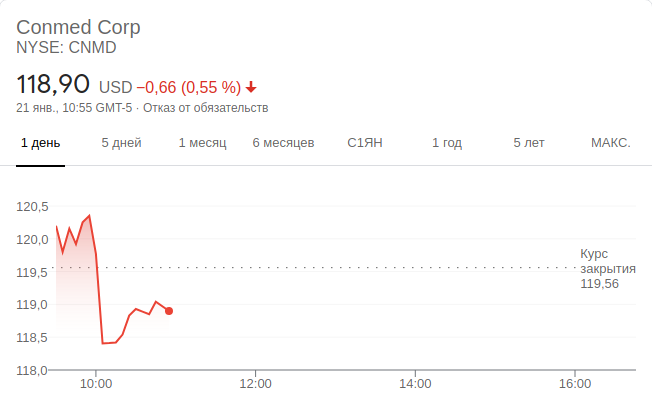 Conmed Corp
NYSE: CNMD
118,90 USD −0,66 (0,55 %)
21 янв., 10:55 GMT-5 · Отказ от обязательств
1 день 5 дней 1 месяц 6 месяцев С1ЯН 1 год 5 лет МАКС.
120,5
120,0
Курс
закрытия
119,56
119,5
119,0
118,5
118,0
10:00 12:00 14:00 16:00